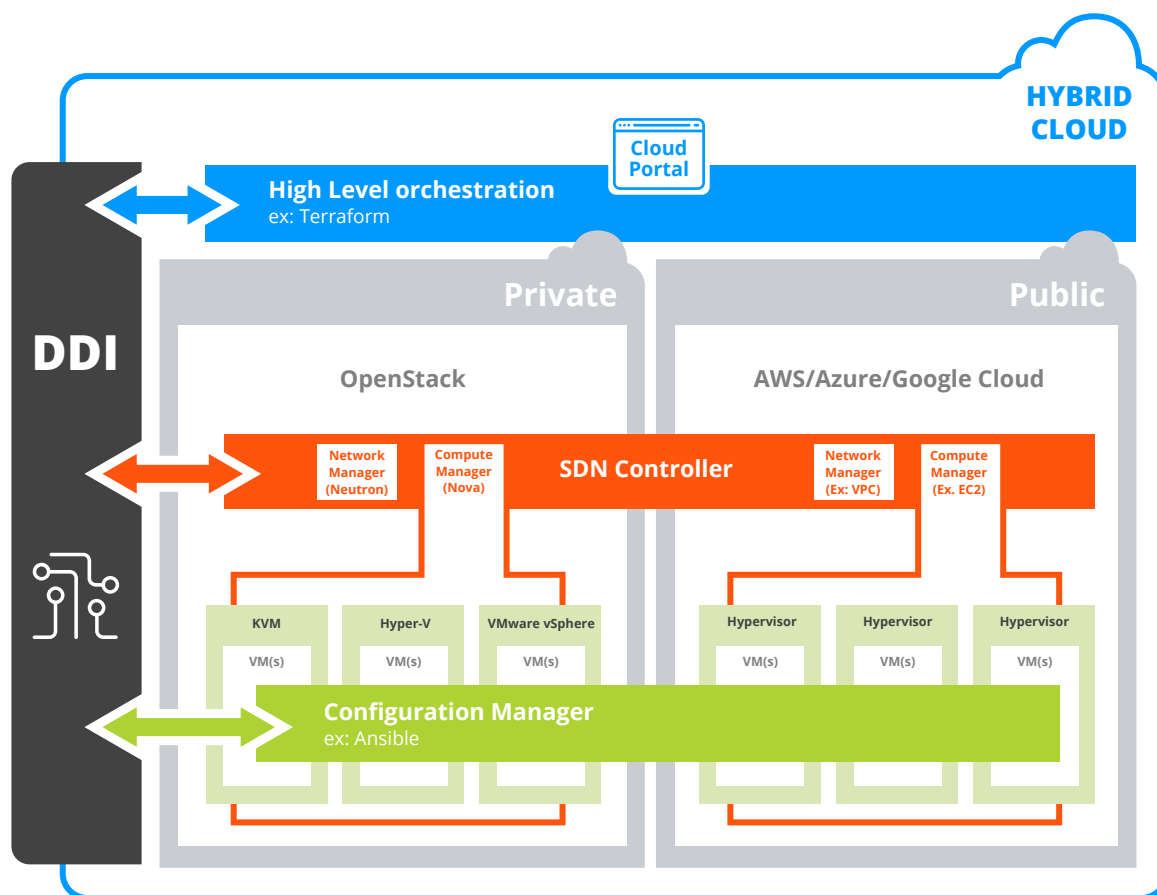 HYBRID
CLOUD
Cloud
Portal
High Level orchestration
ex: Terraform
DDI
Private
Public
OpenStack
AWS/Azure/Google Cloud
Network
Manager
(Neutron)
Compute
Manager
(Nova)
SDN Controller
Network
Manager
(Ex: VPC)
Compute
Manager
(Ex. EC2)
KVM
Hyper-V
VMware vSphere
Hypervisor
Hypervisor
Hypervisor
VM(s)
VM(s)
VM(s)
VM(s)
VM(s)
VM(s)
Configuration Manager
ex: Ansible